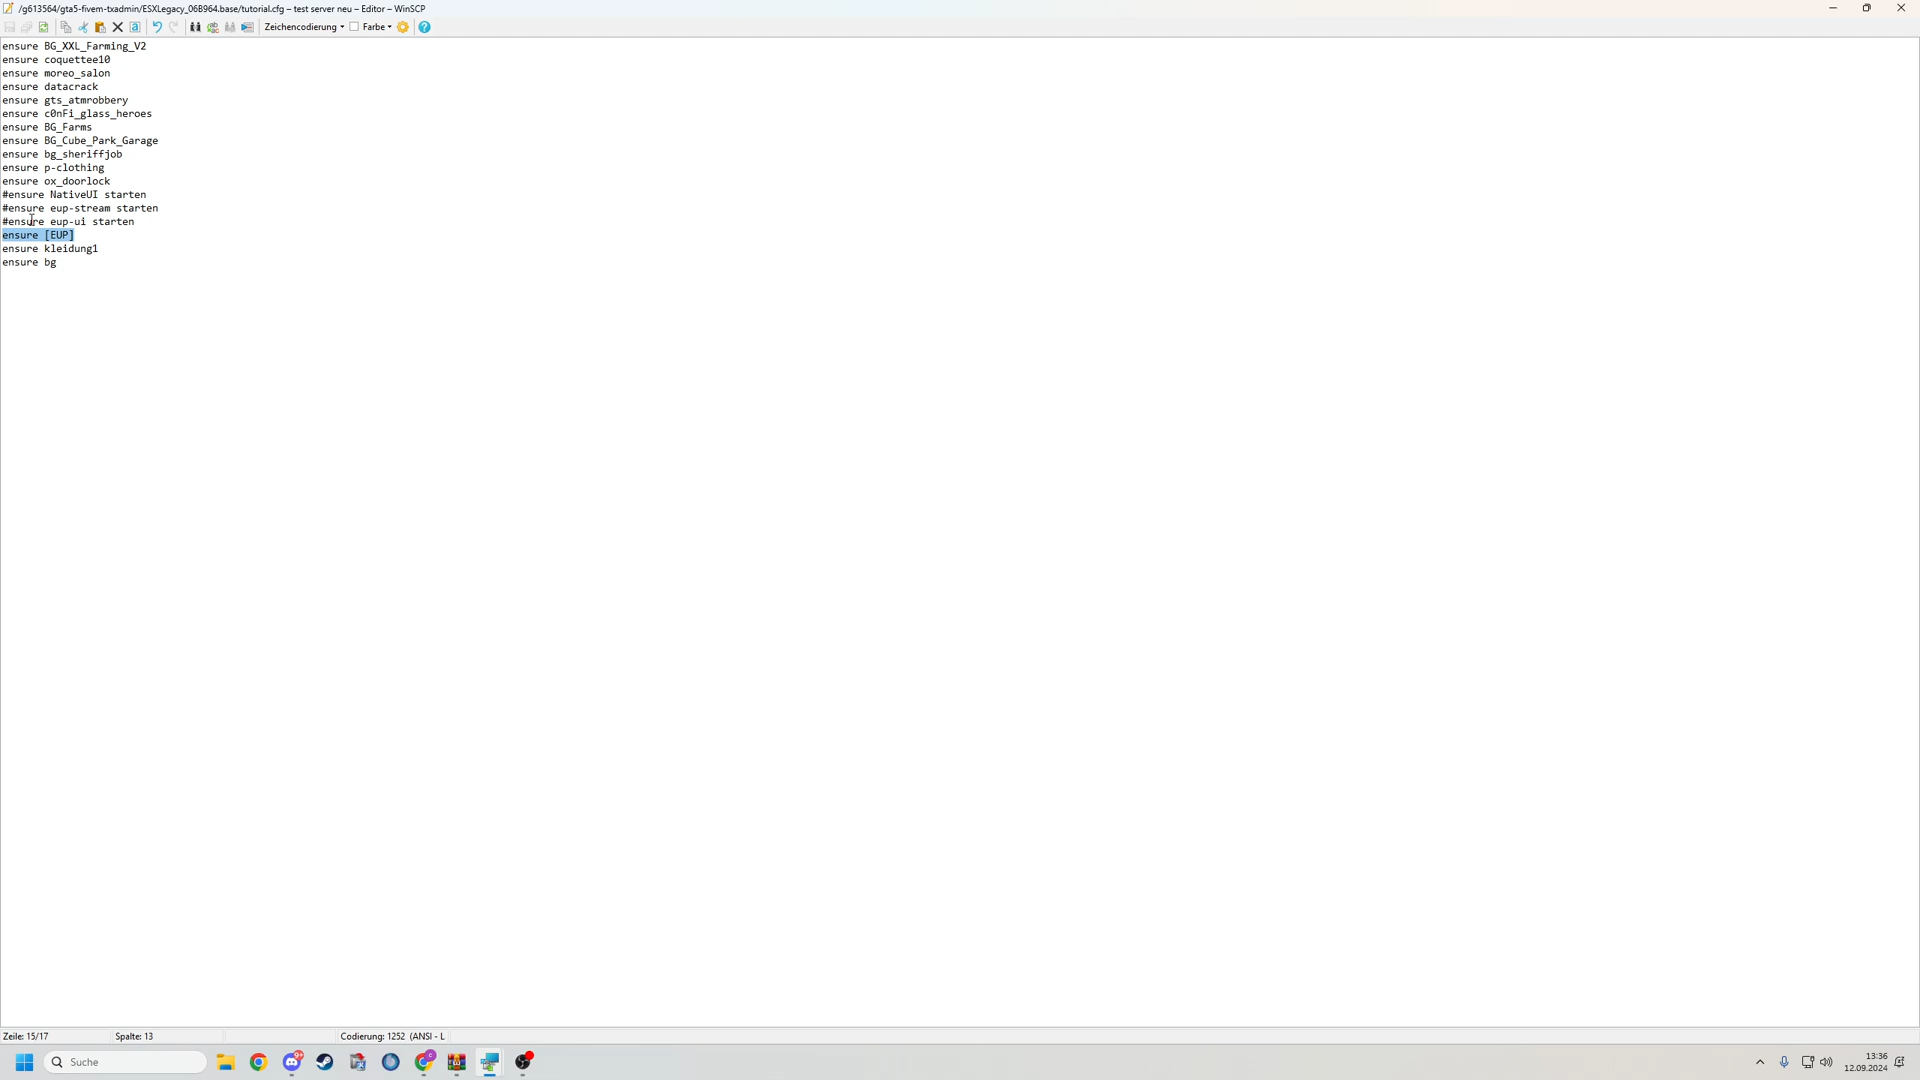 /g613564/gta5-fivem-txadmin/ESXLegacy_06B964.base/tutorial.cfg – test server neu – Editor – WinSCP
Zeichencodierung Farbe
ensure BG_XXL_Farming_V2
ensure coquettee10
ensure moreo_salon
ensure datacrack
ensure gts_atmrobbery
ensure c0nFi_glass_heroes
ensure BG_Farms
ensure BG_Cube_Park_Garage
ensure bg_sheriffjob
ensure p-clothing
ensure ox_doorlock
#ensure NativeUI starten
#ensure eup-stream starten
#ensure eup-ui starten
ensure [EUP]
ensure kleidung1
ensure bg
Zeile: 15/17 Spalte: 13 Codierung: 1252 (ANSI - L
Suche 9+ 13:36
12.09.2024